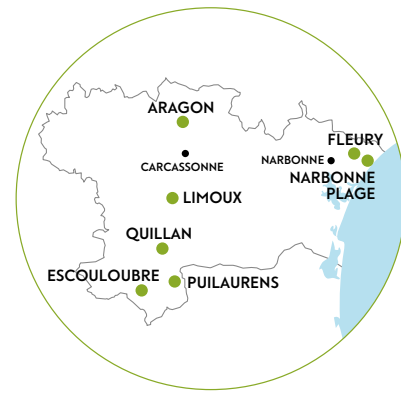 ARAGON
FLEURY
CARCASSONNE
NARBONNE
NARBONNE
PLAGE
LIMOUX
QUILLAN
ESCOULOUBRE
PUILAURENS